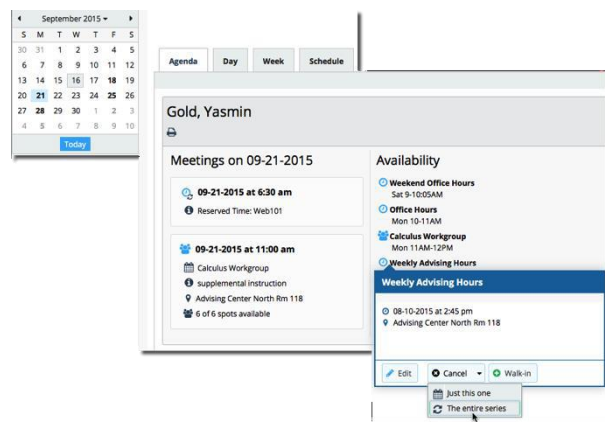 September 2015
S M T W T F S
30 31 1 2 3 4 5
6 7 8 9 10 11 12
13 14 15 16 17 18 19
20 21 22 23 24 25 26
27 28 29 30 1 2 3
4 5 6 7 8 9 10
Today
Agenda Day Week Schedule
Gold, Yasmin
Meetings on 09-21-2015
09-21-2015 at 6:30 am
Reserved Time: Web101
09-21-2015 at 11:00 am
Calculus Workgroup
supplemental instruction
Advising Center North Rm 118
6 of 6 spots available
Availability
Weekend Office Hours
Sat 9-10:05AM
Office Hours
Mon 10-11AM
Calculus Workgroup
Mon 11AM-12PM
Weekly Advising Hours
Weekly Advising Hours
08-10-2015 at 2:45 pm
Advising Center North Rm 118
Edit Cancel Walk-in
Just this one
The entire series